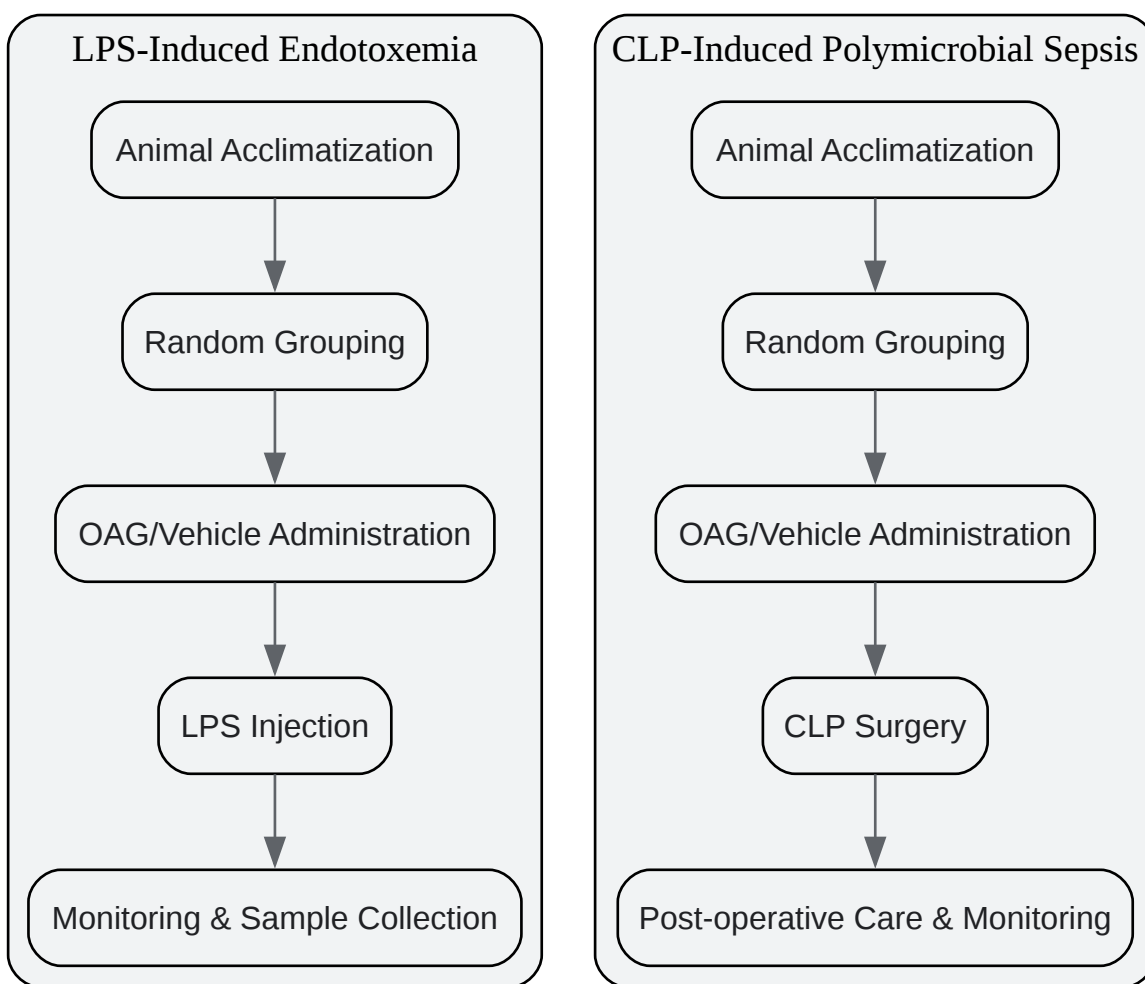 LPS-Induced Endotoxemia
Animal Acclimatization
Random Grouping
OAG/Vehicle Administration
LPS Injection
Monitoring & Sample Collection
CLP-Induced Polymicrobial Sepsis
Animal Acclimatization
Random Grouping
OAG/Vehicle Administration
CLP Surgery
Post-operative Care & Monitoring